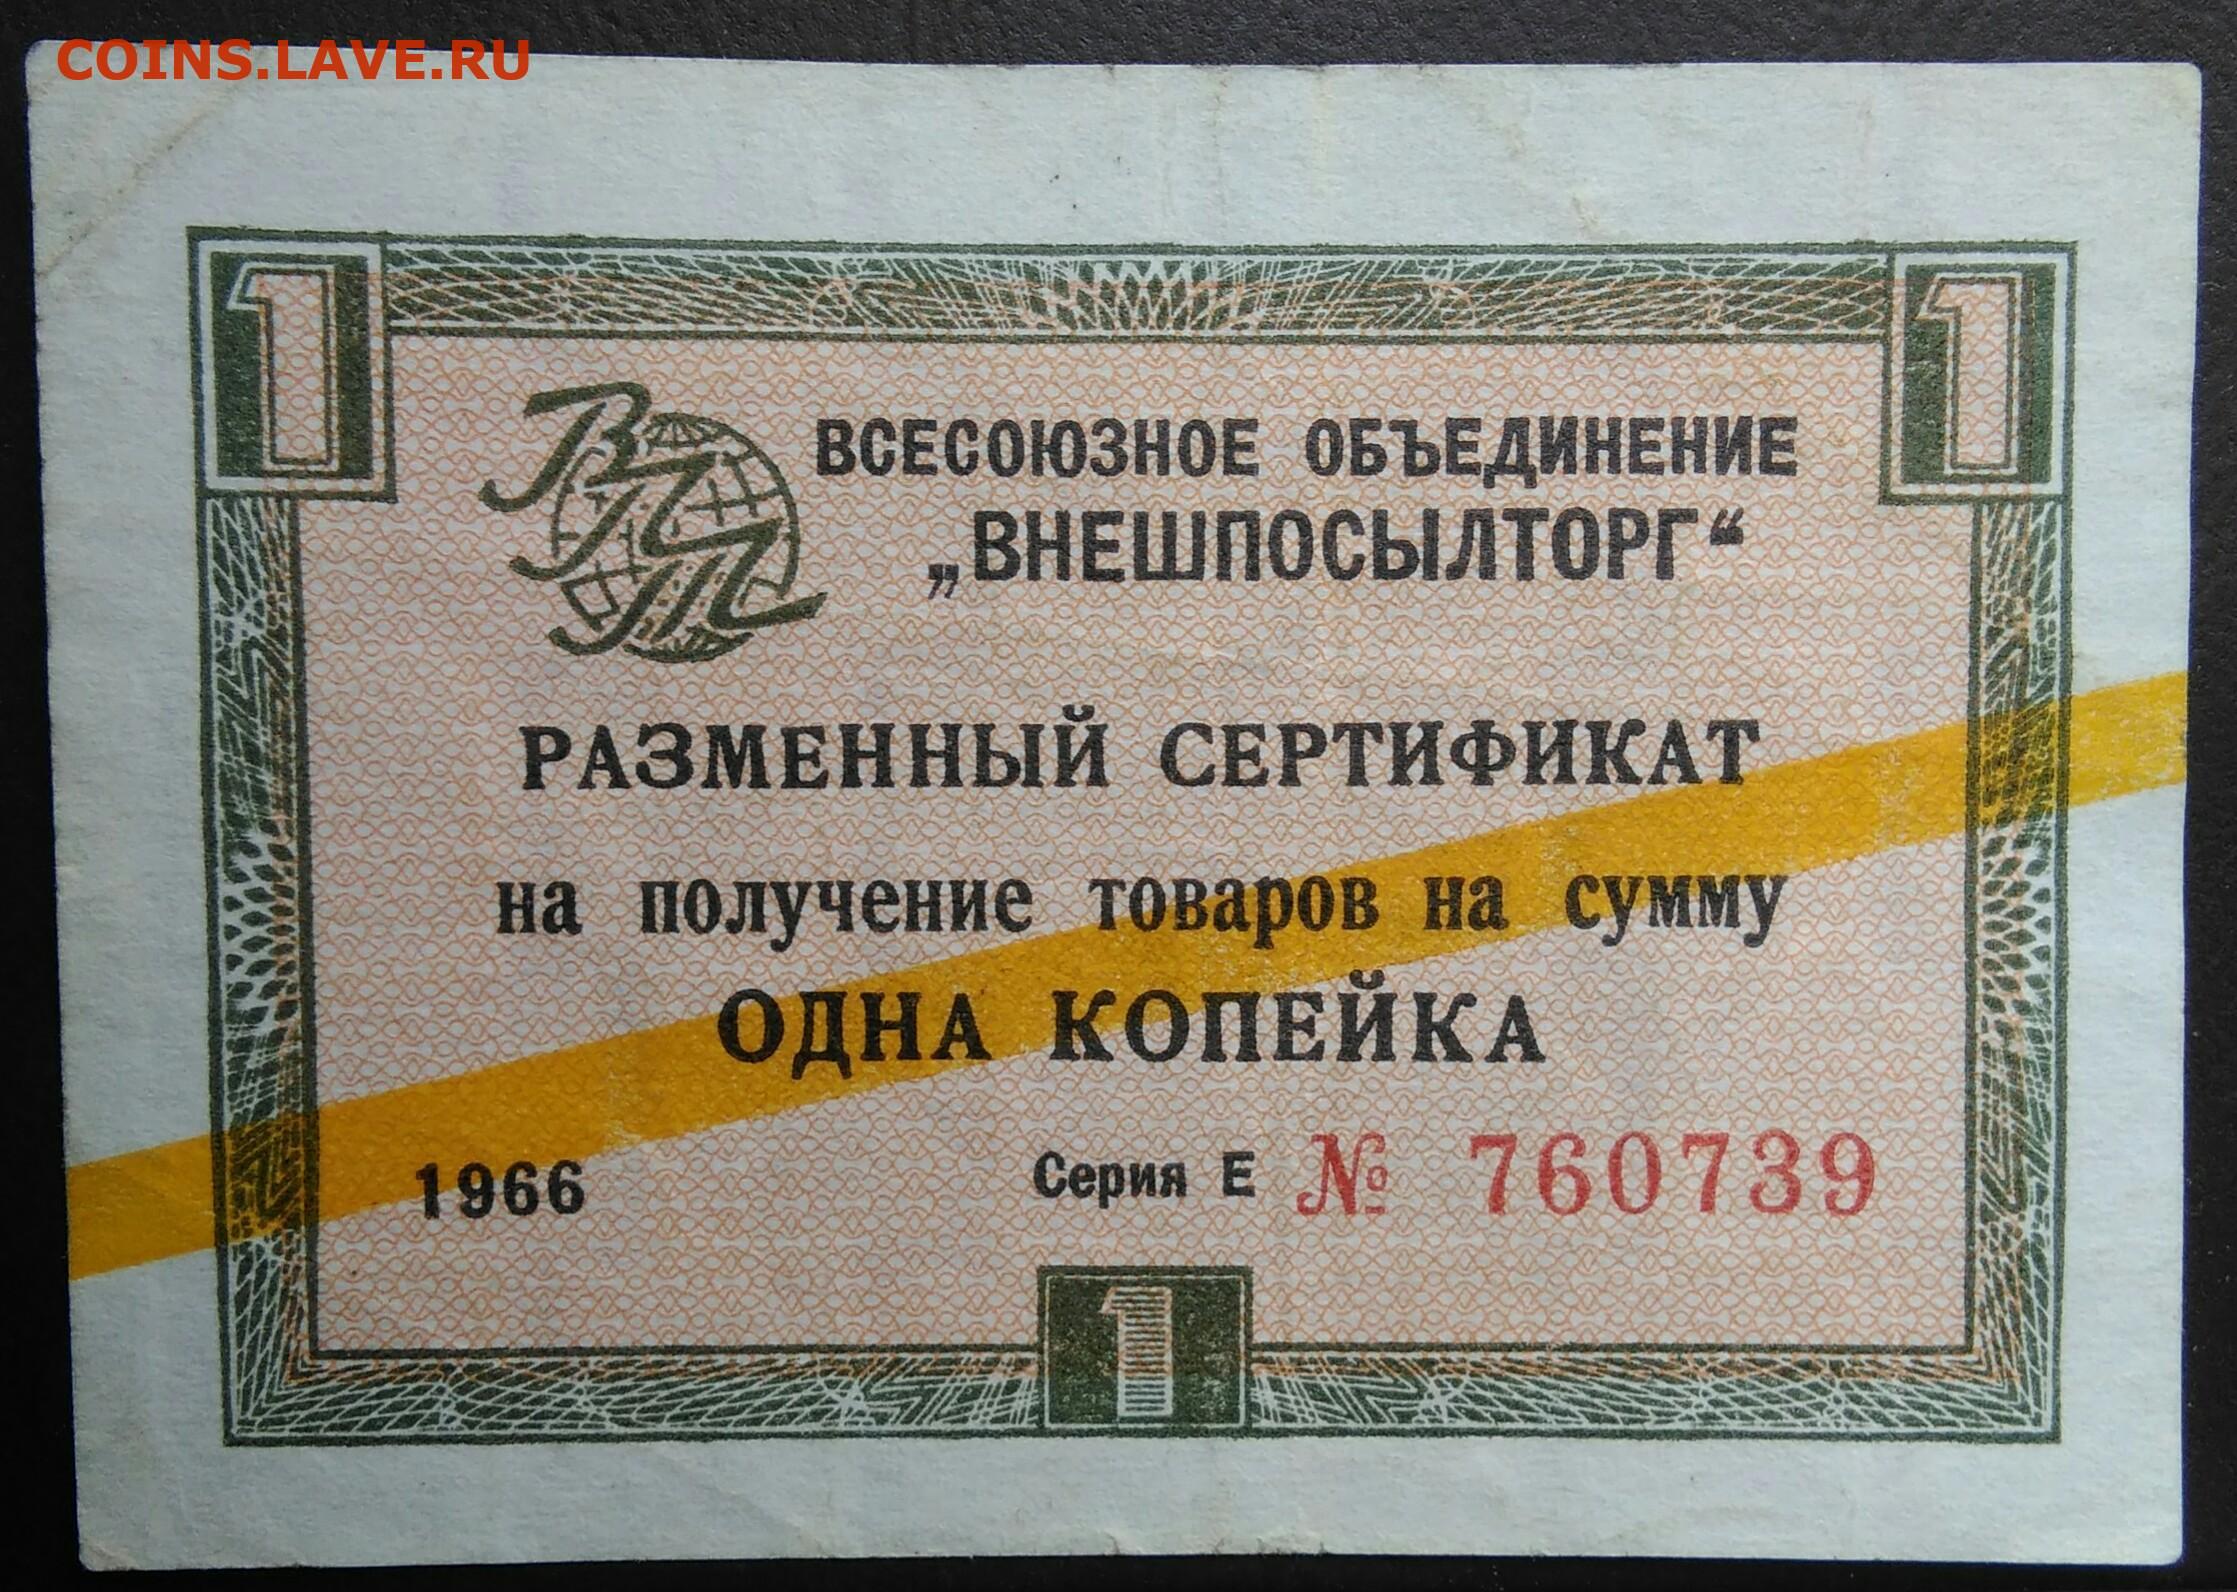 COINS.LAVE.RU
1 1
ВПТ
ВСЕСОЮЗНОЕ ОБЪЕДИНЕНИЕ
„ВНЕШПОСЫЛТОРГ“
РАЗМЕННЫЙ СЕРТИФИКАТ
на получение товаров на сумму
ОДНА КОПЕЙКА
1966 Серия Е № 760739
1